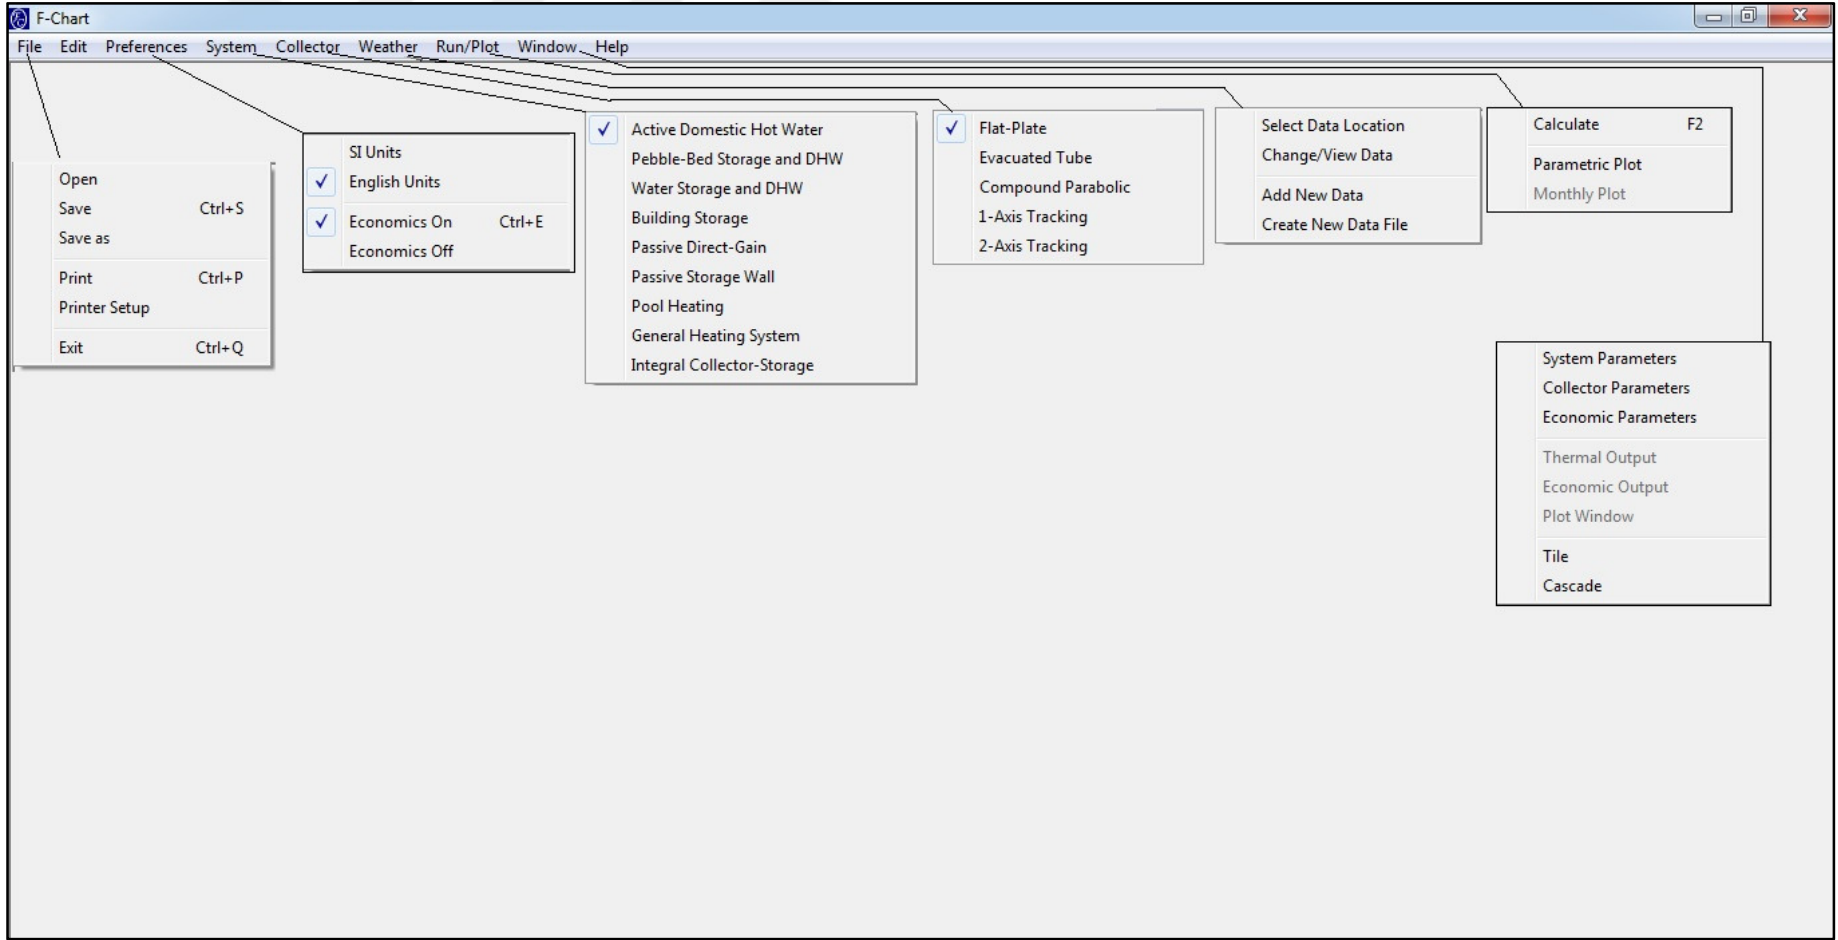 F-Chart
File Edit Preferences System Collector Weather Run/Plot Window Help
Open
Save Ctrl+S
Save as
Print Ctrl+P
Printer Setup
Exit Ctrl+Q
SI Units
English Units
Economics On Ctrl+E
Economics Off
Active Domestic Hot Water
Pebble-Bed Storage and DHW
Water Storage and DHW
Building Storage
Passive Direct-Gain
Passive Storage Wall
Pool Heating
General Heating System
Integral Collector-Storage
Flat-Plate
Evacuated Tube
Compound Parabolic
1-Axis Tracking
2-Axis Tracking
Select Data Location
Change/View Data
Add New Data
Create New Data File
Calculate F2
Parametric Plot
Monthly Plot
System Parameters
Collector Parameters
Economic Parameters
Thermal Output
Economic Output
Plot Window
Tile
Cascade